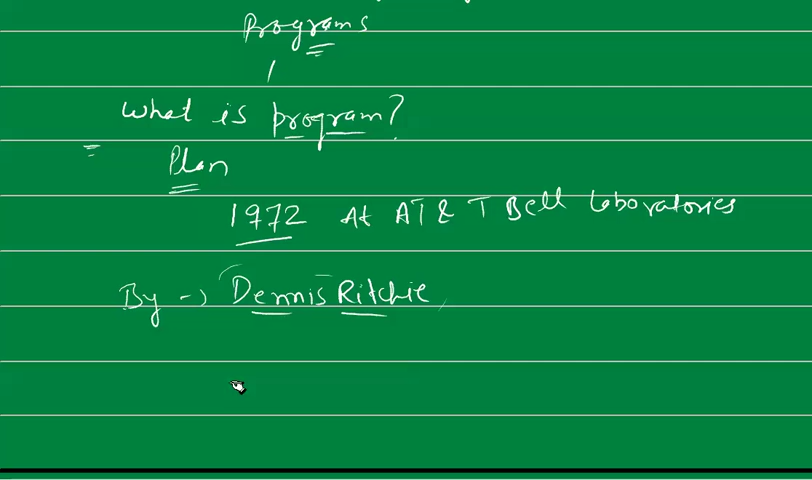 Programs
What is program?
Plan
1972 At AT & T Bell Laboratories
By → Dennis Ritchie